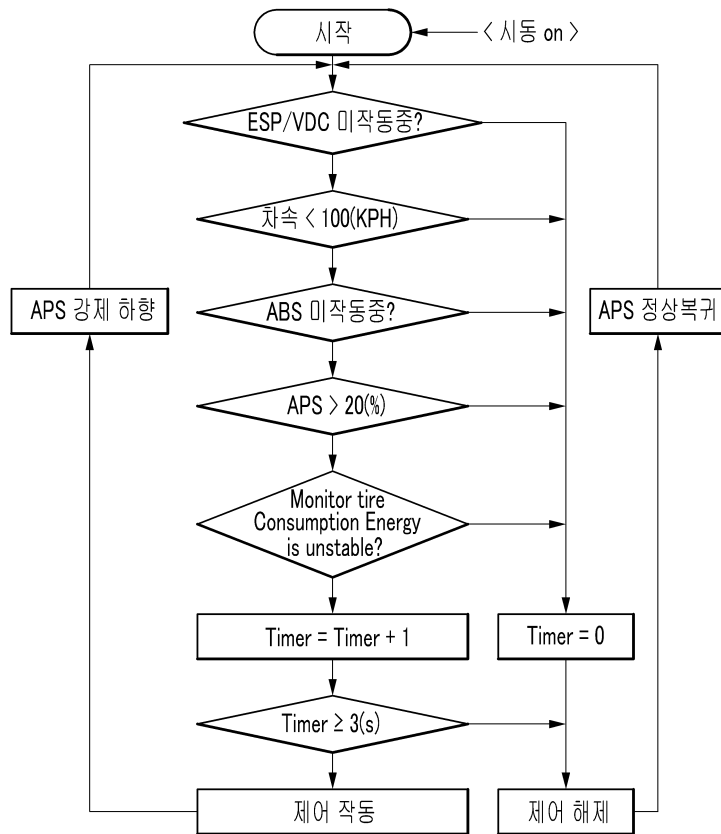 시작
< 시동 on >
ESP/VDC 미작동중?
차속 < 100(KPH)
APS 강제 하향
ABS 미작동중?
APS 정상복귀
APS > 20(%)
Monitor tire
Consumption Energy
is unstable?
Timer = Timer + 1
Timer = 0
Timer ≥ 3(s)
제어 작동
제어 해제